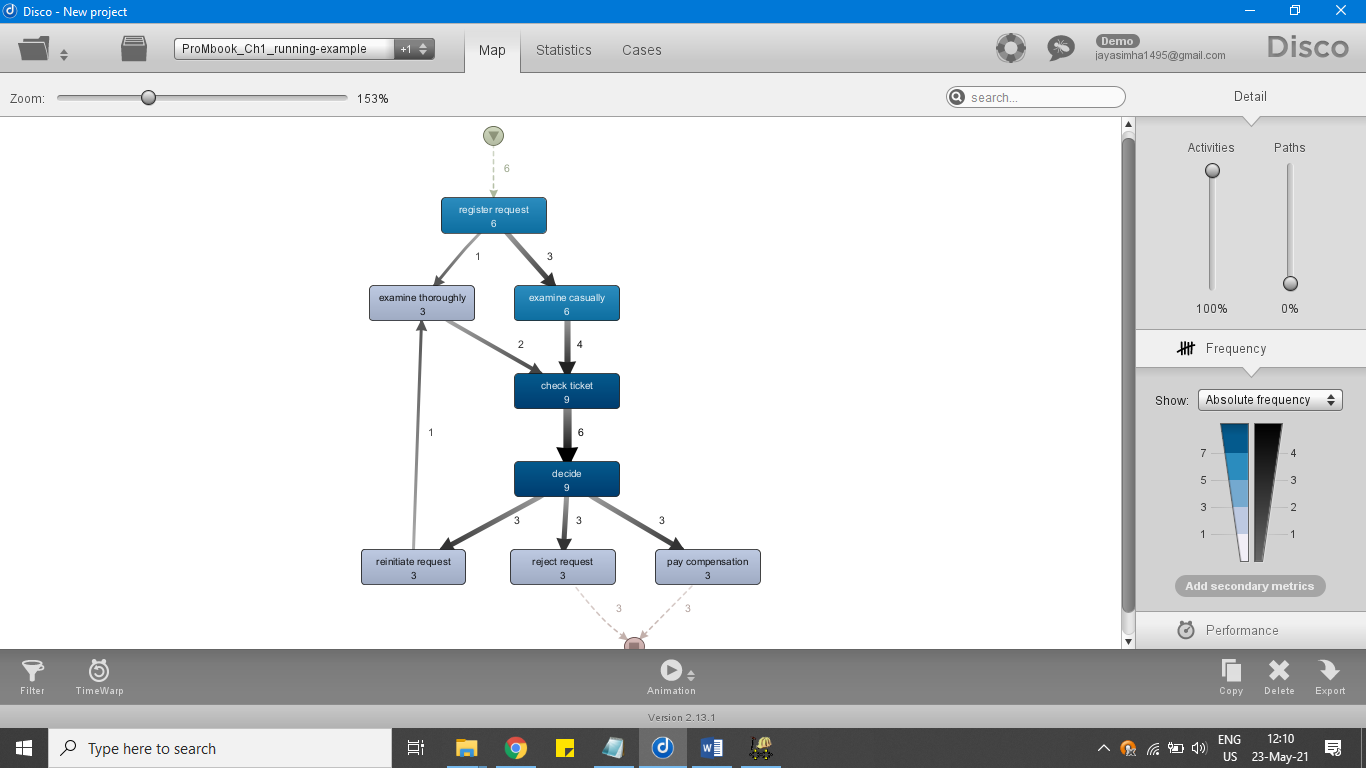 Disco - New project
ProMbook_Ch1_running-example
+1
Map
Statistics
Cases
Demo
jayasimha1495@gmail.com
Disco
Zoom:
153%
search...
Detail
6
register request
6
1
3
examine thoroughly
3
examine casually
6
2
4
check ticket
9
1
6
decide
9
3
3
3
reinitiate request
3
reject request
3
pay compensation
3
3
3
Activities
Paths
100%
0%
Frequency
Show:
Absolute frequency
7
4
5
3
3
2
1
1
Add secondary metrics
Performance
Filter
TimeWarp
Animation
Copy
Delete
Export
Version 2.13.1
Type here to search
ENG
US
12:10
23-May-21